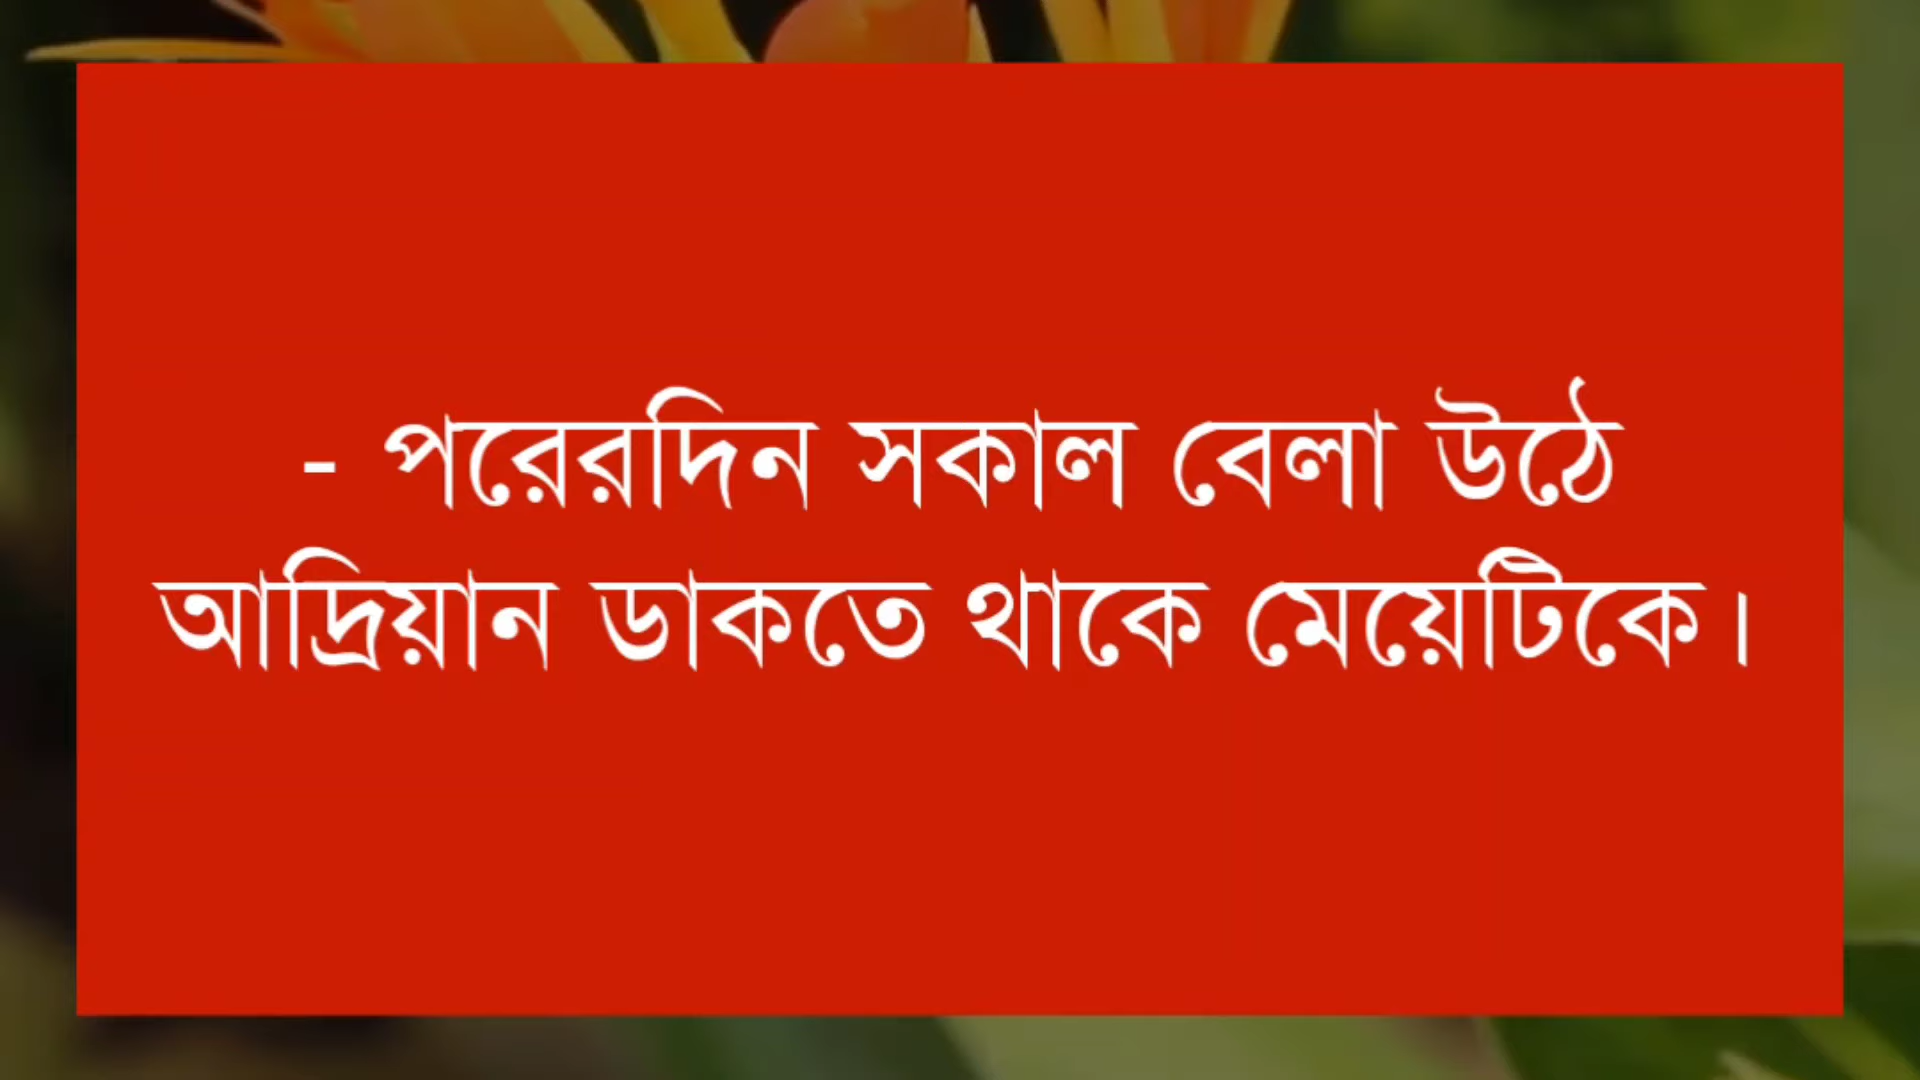 - পরেরদিন সকাল বেলা উঠে
আদ্রিয়ান ডাকতে থাকে মেয়েটিকে।